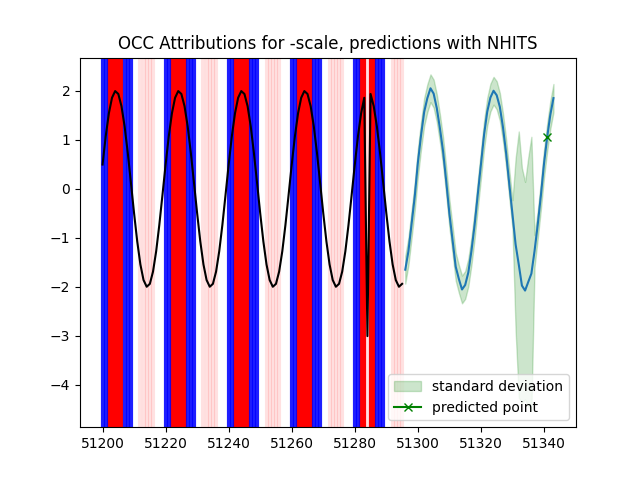 OCC Attributions for -scale, predictions with NHITS
2
1
0
−1
−2
−3
−4
standard deviation
predicted point
51200 51220 51240 51260 51280 51300 51320 51340